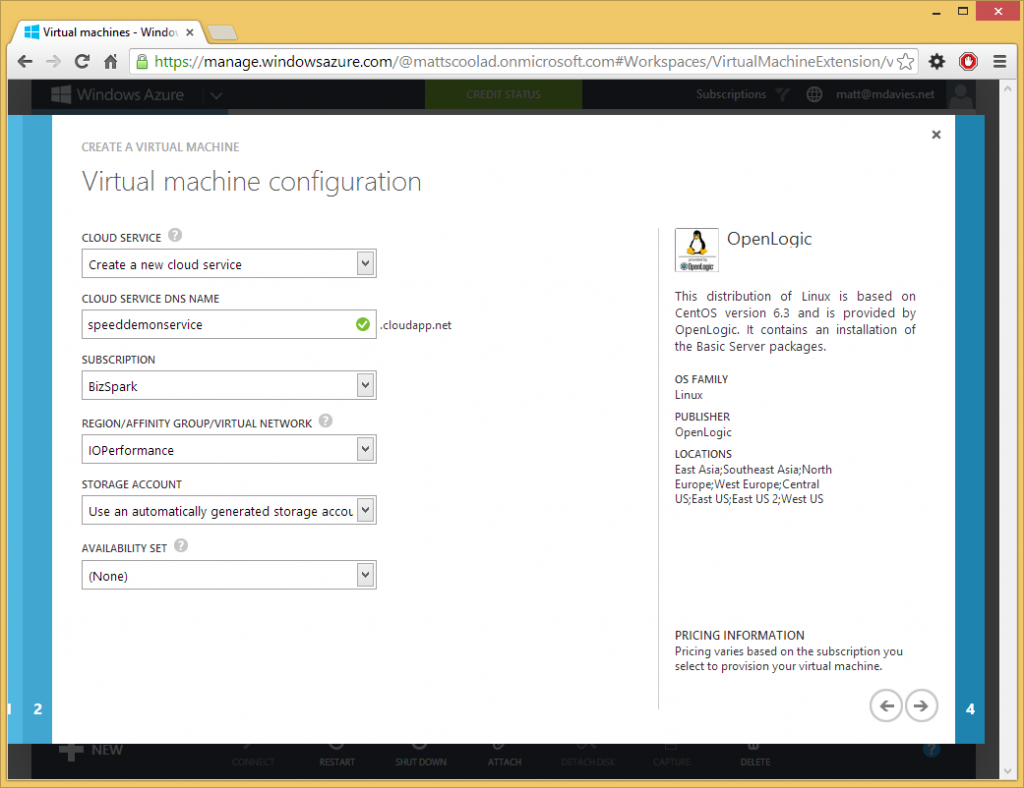 Virtual machines - Windo
https://manage.windowsazure.com/@mattscoolad.onmicrosoft.com#Workspaces/VirtualMachineExtension/v
Windows Azure
CREDIT STATUS
Subscriptions
matt@mdavies.net
CREATE A VIRTUAL MACHINE
Virtual machine configuration
CLOUD SERVICE ?
Create a new cloud service
CLOUD SERVICE DNS NAME
speeddemonservice
.cloudapp.net
SUBSCRIPTION
BizSpark
REGION/AFFINITY GROUP/VIRTUAL NETWORK ?
IOPerformance
STORAGE ACCOUNT
Use an automatically generated storage accou
AVAILABILITY SET ?
(None)
provided by
OpenLogic
OpenLogic
This distribution of Linux is based on
CentOS version 6.3 and is provided by
OpenLogic. It contains an installation of
the Basic Server packages.
OS FAMILY
Linux
PUBLISHER
OpenLogic
LOCATIONS
East Asia;Southeast Asia;North
Europe;West Europe;Central
US;East US;East US 2;West US
PRICING INFORMATION
Pricing varies based on the subscription you
select to provision your virtual machine.
1
2
4
NEW
CONNECT
RESTART
SHUT DOWN
ATTACH
DETACH DISK
CAPTURE
DELETE
?